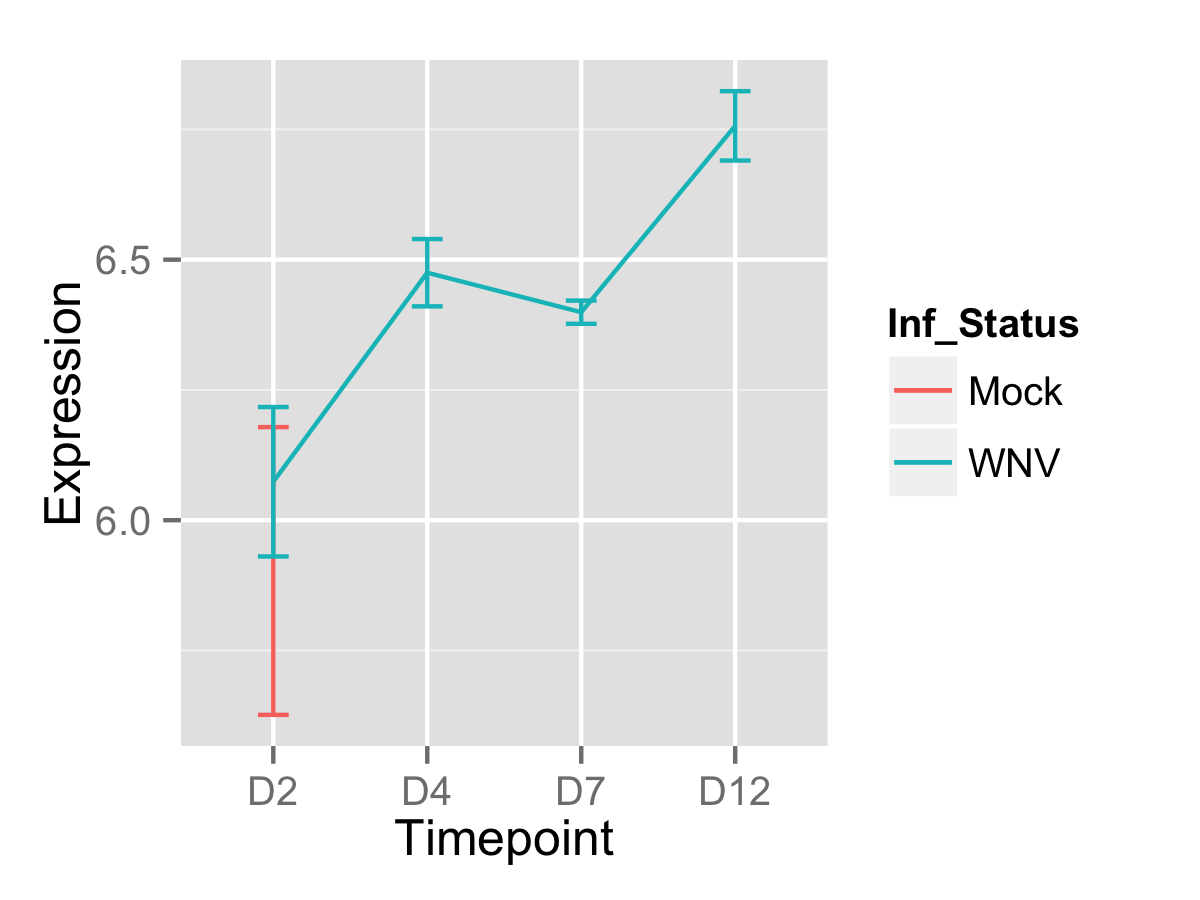 Expression
6.5
6.0
D2 D4 D7 D12
Timepoint
Inf_Status
Mock
WNV